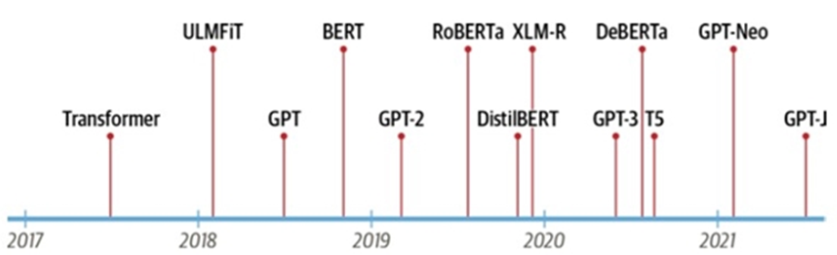 ULMFiT BERT RoBERTa XLM-R DeBERTa GPT-Neo
Transformer GPT GPT-2 DistilBERT GPT-3 T5 GPT-J
2017 2018 2019 2020 2021